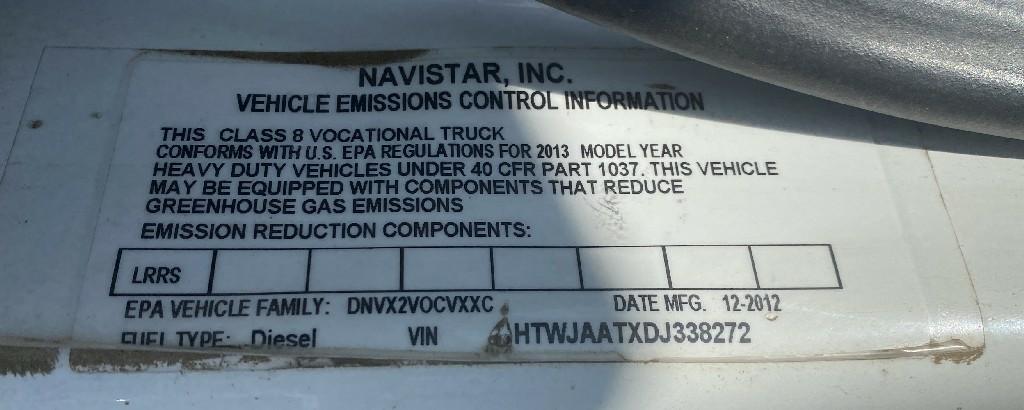 NAVISTAR, INC.
VEHICLE EMISSIONS CONTROL INFORMATION
THIS CLASS 8 VOCATIONAL TRUCK
CONFORMS WITH U.S. EPA REGULATIONS FOR 2013 MODEL YEAR
HEAVY DUTY VEHICLES UNDER 40 CFR PART 1037. THIS VEHICLE
MAY BE EQUIPPED WITH COMPONENTS THAT REDUCE
GREENHOUSE GAS EMISSIONS
EMISSION REDUCTION COMPONENTS:
LRRS
EPA VEHICLE FAMILY: DNVX2VOCVXXC DATE MFG. 12-2012
FUEL TYPE: Diesel VIN HTWJAATXDJ338272